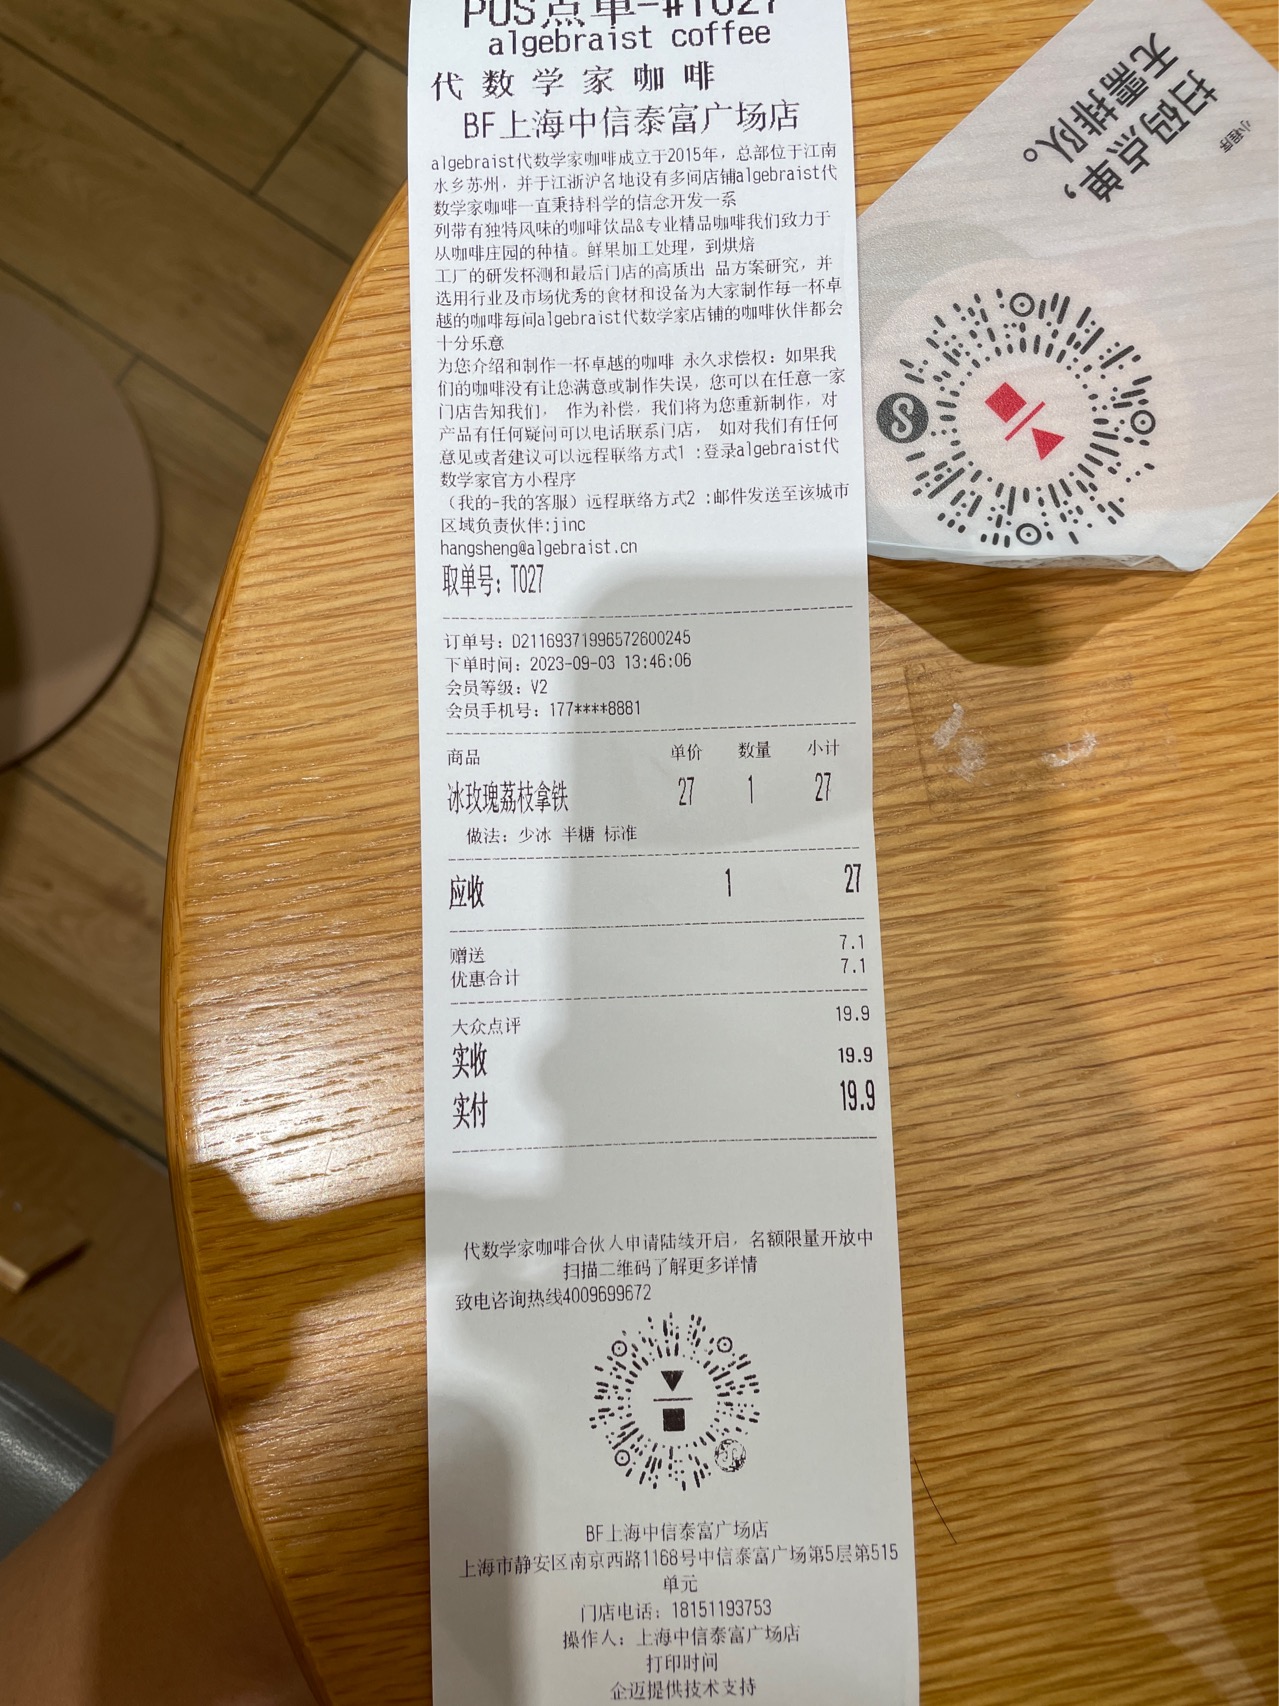 POS点单-#T027
algebraist coffee
代数学家咖啡
BF上海中信泰富广场店
algebraist代数学家咖啡成立于2015年，总部位于江南
水乡苏州，并于江浙沪各地设有多间店铺algebraist代
数学家咖啡一直秉持科学的信念开发一系
列带有独特风味的咖啡饮品&专业精品咖啡我们致力于
从咖啡庄园的种植。鲜果加工处理，到烘焙
工厂的研发杯测和最后门店的高质出 品方案研究，并
选用行业及市场优秀的食材和设备为大家制作每一杯卓
越的咖啡每间algebraist代数学家店铺的咖啡伙伴都会
十分乐意
为您介绍和制作一杯卓越的咖啡 永久求偿权：如果我
们的咖啡没有让您满意或制作失误，您可以在任意一家
门店告知我们， 作为补偿，我们将为您重新制作，对
产品有任何疑问可以电话联系门店， 如对我们有任何
意见或者建议可以远程联络方式1 :登录algebraist代
数学家官方小程序
（我的-我的客服）远程联络方式2 :邮件发送至该城市
区域负责伙伴:jinc
hangsheng@algebraist.cn
取单号：T027
订单号：D21169371996572600245
下单时间：2023-09-03 13:46:06
会员等级：V2
会员手机号：177****8881
商品 单价 数量 小计
冰玫瑰荔枝拿铁 27 1 27
做法：少冰 半糖 标准
应收 1 27
赠送 7.1
优惠合计 7.1
大众点评 19.9
实收 19.9
实付 19.9
代数学家咖啡合伙人申请陆续开启，名额限量开放中
扫描二维码了解更多详情
致电咨询热线4009699672
BF上海中信泰富广场店
上海市静安区南京西路1168号中信泰富广场第5层第515
单元
门店电话：18151193753
操作人：上海中信泰富广场店
打印时间
企迈提供技术支持
扫码点单，
无需排队。
小程序